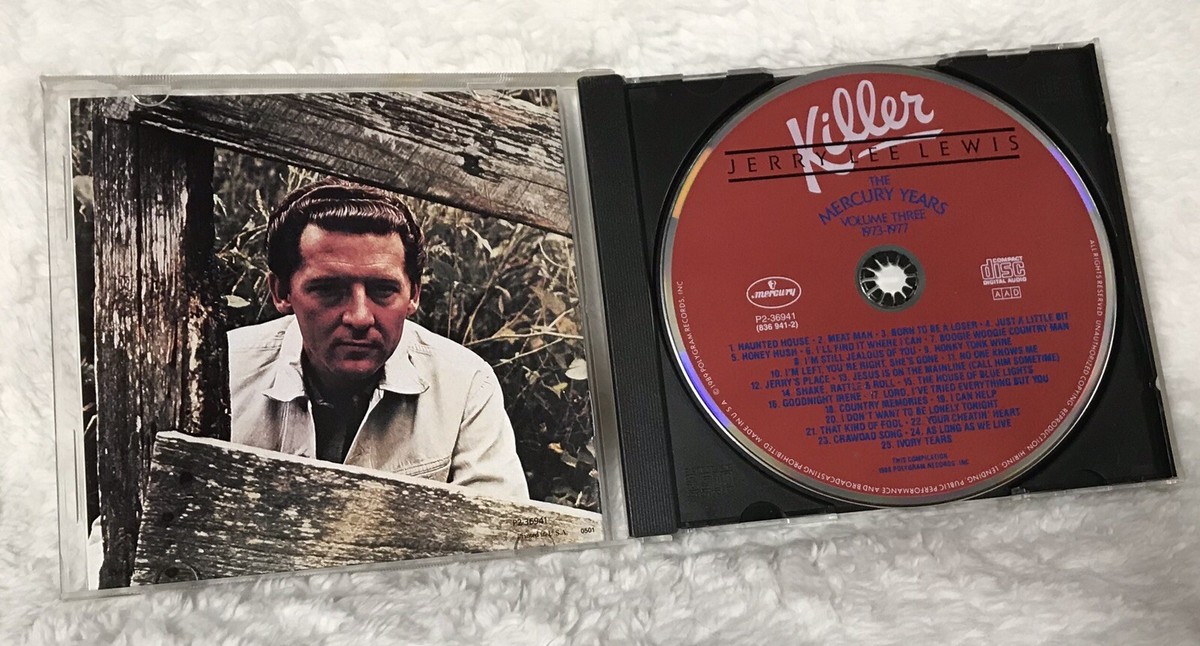 P2-36941
Printed in U.S.A.
0501
Killer
JERRY LEE LEWIS
THE
MERCURY YEARS
VOLUME THREE
1973-1977
mercury
P2-36941
(836 941-2)
COMPACT
disc
DIGITAL AUDIO
AAD
1. HAUNTED HOUSE • 2. MEAT MAN • 3. BORN TO BE A LOSER • 4. JUST A LITTLE BIT
5. HONEY HUSH • 6. I'LL FIND IT WHERE I CAN • 7. BOOGIE WOOGIE COUNTRY MAN
8. I'M STILL JEALOUS OF YOU • 9. HONKY TONK WINE
10. I'M LEFT, YOU'RE RIGHT, SHE'S GONE • 11. NO ONE KNOWS ME
12. JERRY'S PLACE • 13. JESUS IS ON THE MAINLINE (CALL HIM SOMETIME)
14. SHAKE, RATTLE & ROLL • 15. THE HOUSE OF BLUE LIGHTS
16. GOODNIGHT IRENE • 17. LORD, I'VE TRIED EVERYTHING BUT YOU
18. COUNTRY MEMORIES • 19. I CAN HELP
20. I DON'T WANT TO BE LONELY TONIGHT
21. THAT KIND OF FOOL • 22. YOUR CHEATIN' HEART
23. CRAWDAD SONG • 24. AS LONG AS WE LIVE
25. IVORY TEARS
THIS COMPILATION
1989 POLYGRAM RECORDS, INC
℗ 1989 POLYGRAM RECORDS, INC. MADE IN U.S.A.
ALL RIGHTS RESERVED. UNAUTHORIZED COPYING, REPRODUCTION, HIRING, LENDING, PUBLIC PERFORMANCE AND BROADCASTING PROHIBITED